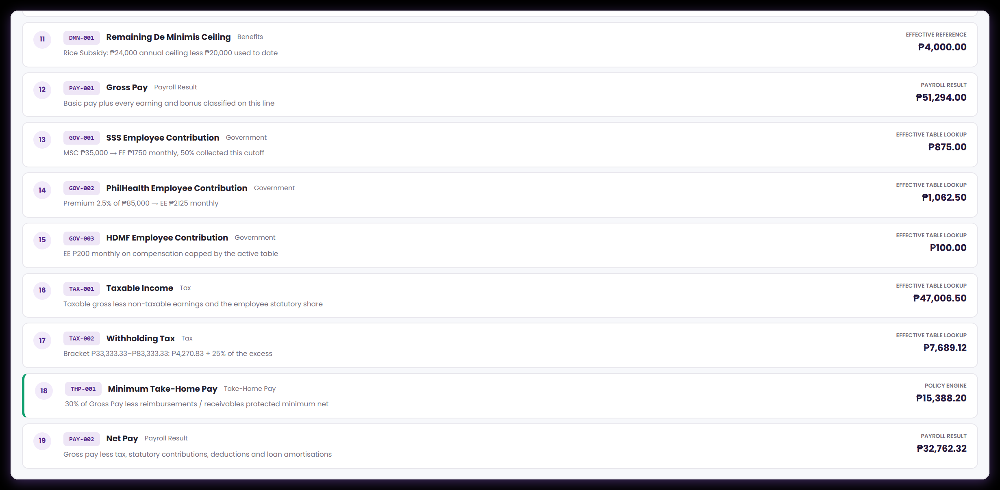 11
DMN-001 Remaining De Minimis Ceiling Benefits
Rice Subsidy: ₱24,000 annual ceiling less ₱20,000 used to date
EFFECTIVE REFERENCE
₱4,000.00
12
PAY-001 Gross Pay Payroll Result
Basic pay plus every earning and bonus classified on this line
PAYROLL RESULT
₱51,294.00
13
GOV-001 SSS Employee Contribution Government
MSC ₱35,000 → EE ₱1750 monthly, 50% collected this cutoff
EFFECTIVE TABLE LOOKUP
₱875.00
14
GOV-002 PhilHealth Employee Contribution Government
Premium 2.5% of ₱85,000 → EE ₱2125 monthly
EFFECTIVE TABLE LOOKUP
₱1,062.50
15
GOV-003 HDMF Employee Contribution Government
EE ₱200 monthly on compensation capped by the active table
EFFECTIVE TABLE LOOKUP
₱100.00
16
TAX-001 Taxable Income Tax
Taxable gross less non-taxable earnings and the employee statutory share
EFFECTIVE TABLE LOOKUP
₱47,006.50
17
TAX-002 Withholding Tax Tax
Bracket ₱33,333.33–₱83,333.33: ₱4,270.83 + 25% of the excess
EFFECTIVE TABLE LOOKUP
₱7,689.12
18
THP-001 Minimum Take-Home Pay Take-Home Pay
30% of Gross Pay less reimbursements / receivables protected minimum net
POLICY ENGINE
₱15,388.20
19
PAY-002 Net Pay Payroll Result
Gross pay less tax, statutory contributions, deductions and loan amortisations
PAYROLL RESULT
₱32,762.32